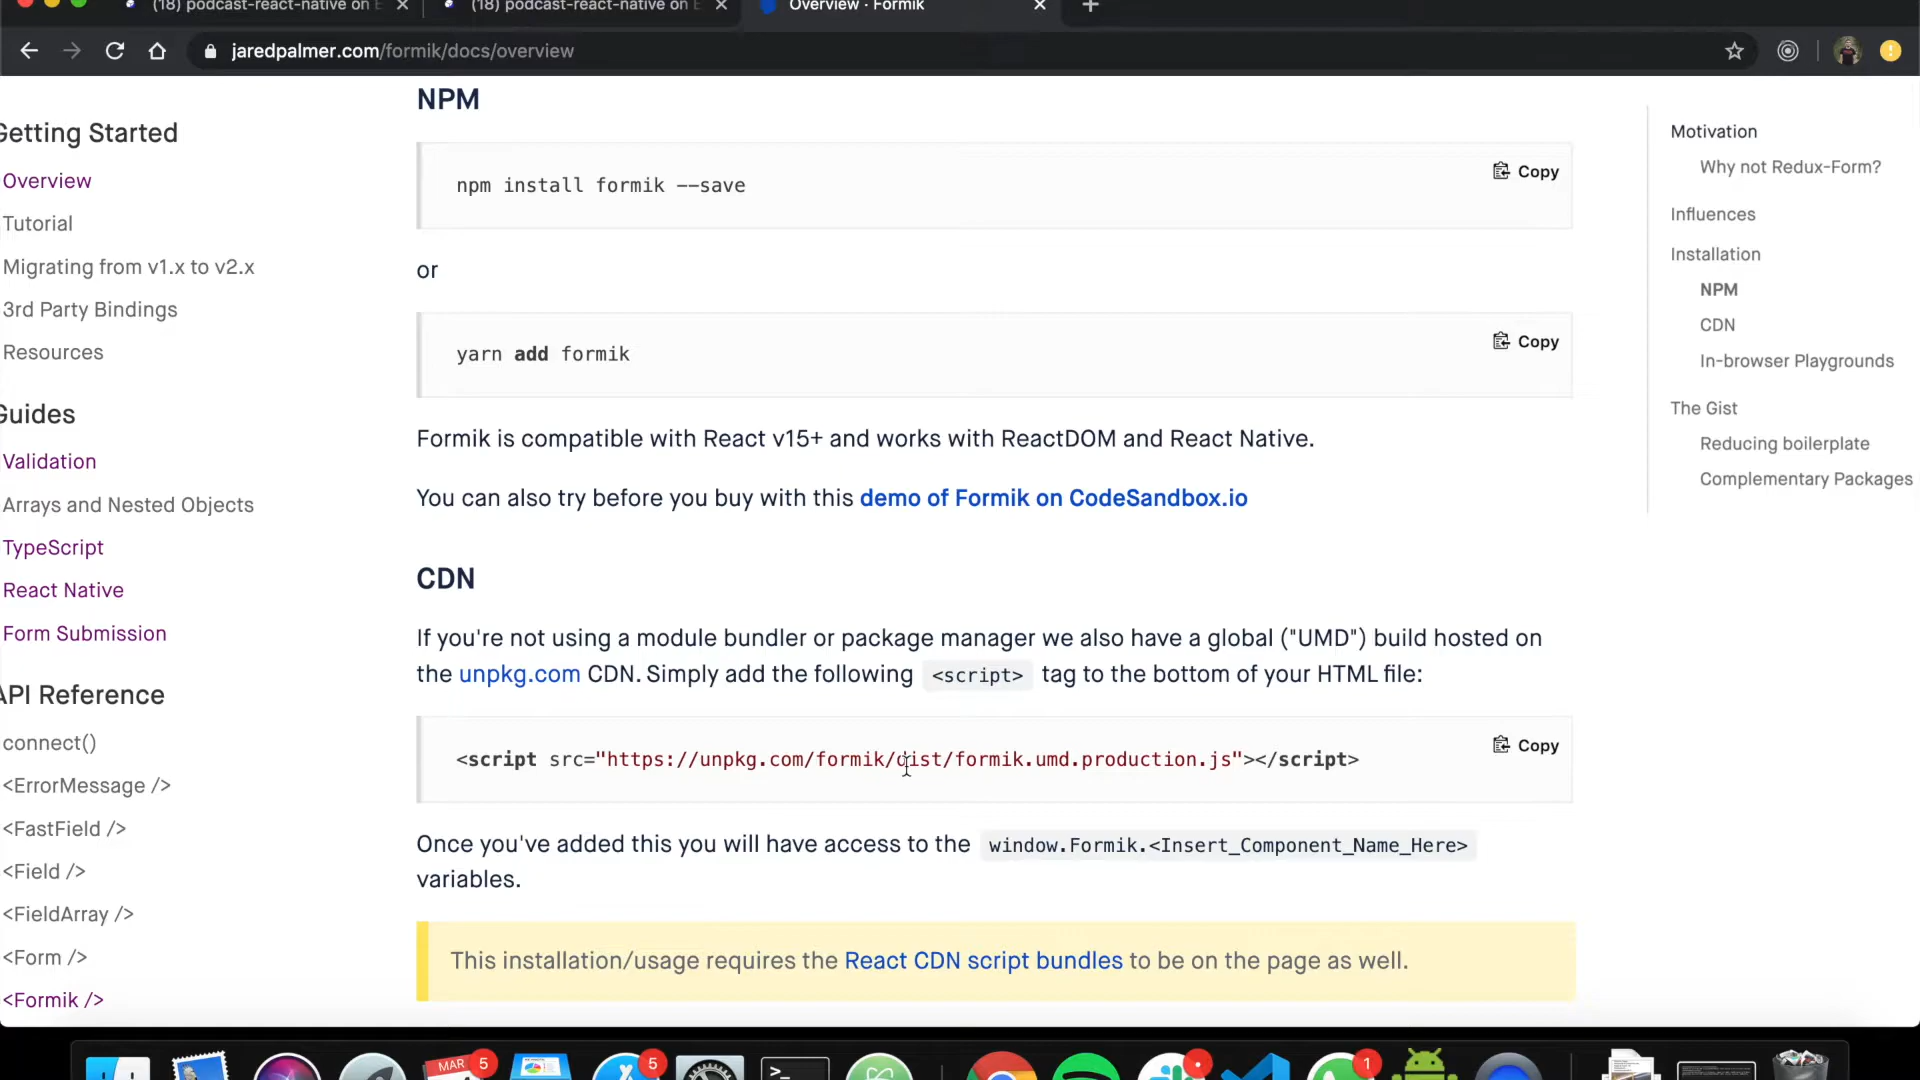 (18) podcast-react-native on E
(18) podcast-react-native on E
Overview · Formik
jaredpalmer.com/formik/docs/overview
Getting Started
Overview
Tutorial
Migrating from v1.x to v2.x
3rd Party Bindings
Resources
Guides
Validation
Arrays and Nested Objects
TypeScript
React Native
Form Submission
API Reference
connect()
<ErrorMessage />
<FastField />
<Field />
<FieldArray />
<Form />
<Formik />
NPM
npm install formik --save
Copy
or
yarn add formik
Copy
Formik is compatible with React v15+ and works with ReactDOM and React Native.
You can also try before you buy with this demo of Formik on CodeSandbox.io
CDN
If you're not using a module bundler or package manager we also have a global ("UMD") build hosted on
the unpkg.com CDN. Simply add the following <script> tag to the bottom of your HTML file:
<script src="https://unpkg.com/formik/dist/formik.umd.production.js"></script>
Copy
Once you've added this you will have access to the window.Formik.<Insert_Component_Name_Here>
variables.
This installation/usage requires the React CDN script bundles to be on the page as well.
Motivation
Why not Redux-Form?
Influences
Installation
NPM
CDN
In-browser Playgrounds
The Gist
Reducing boilerplate
Complementary Packages
MAR
5
5
>_
1